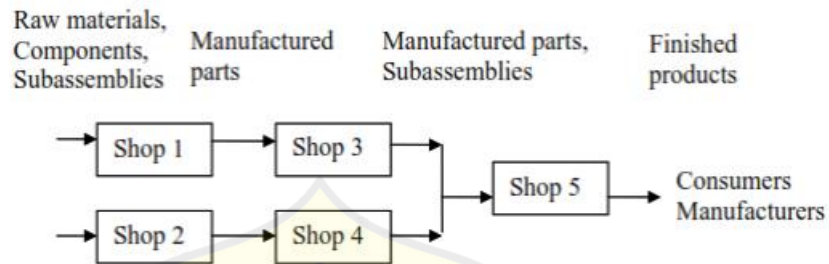 Raw materials,
Components,
Subassemblies
Manufactured
parts
Manufactured parts,
Subassemblies
Finished
products
Shop 1
Shop 3
Shop 5
Consumers
Manufacturers
Shop 2
Shop 4